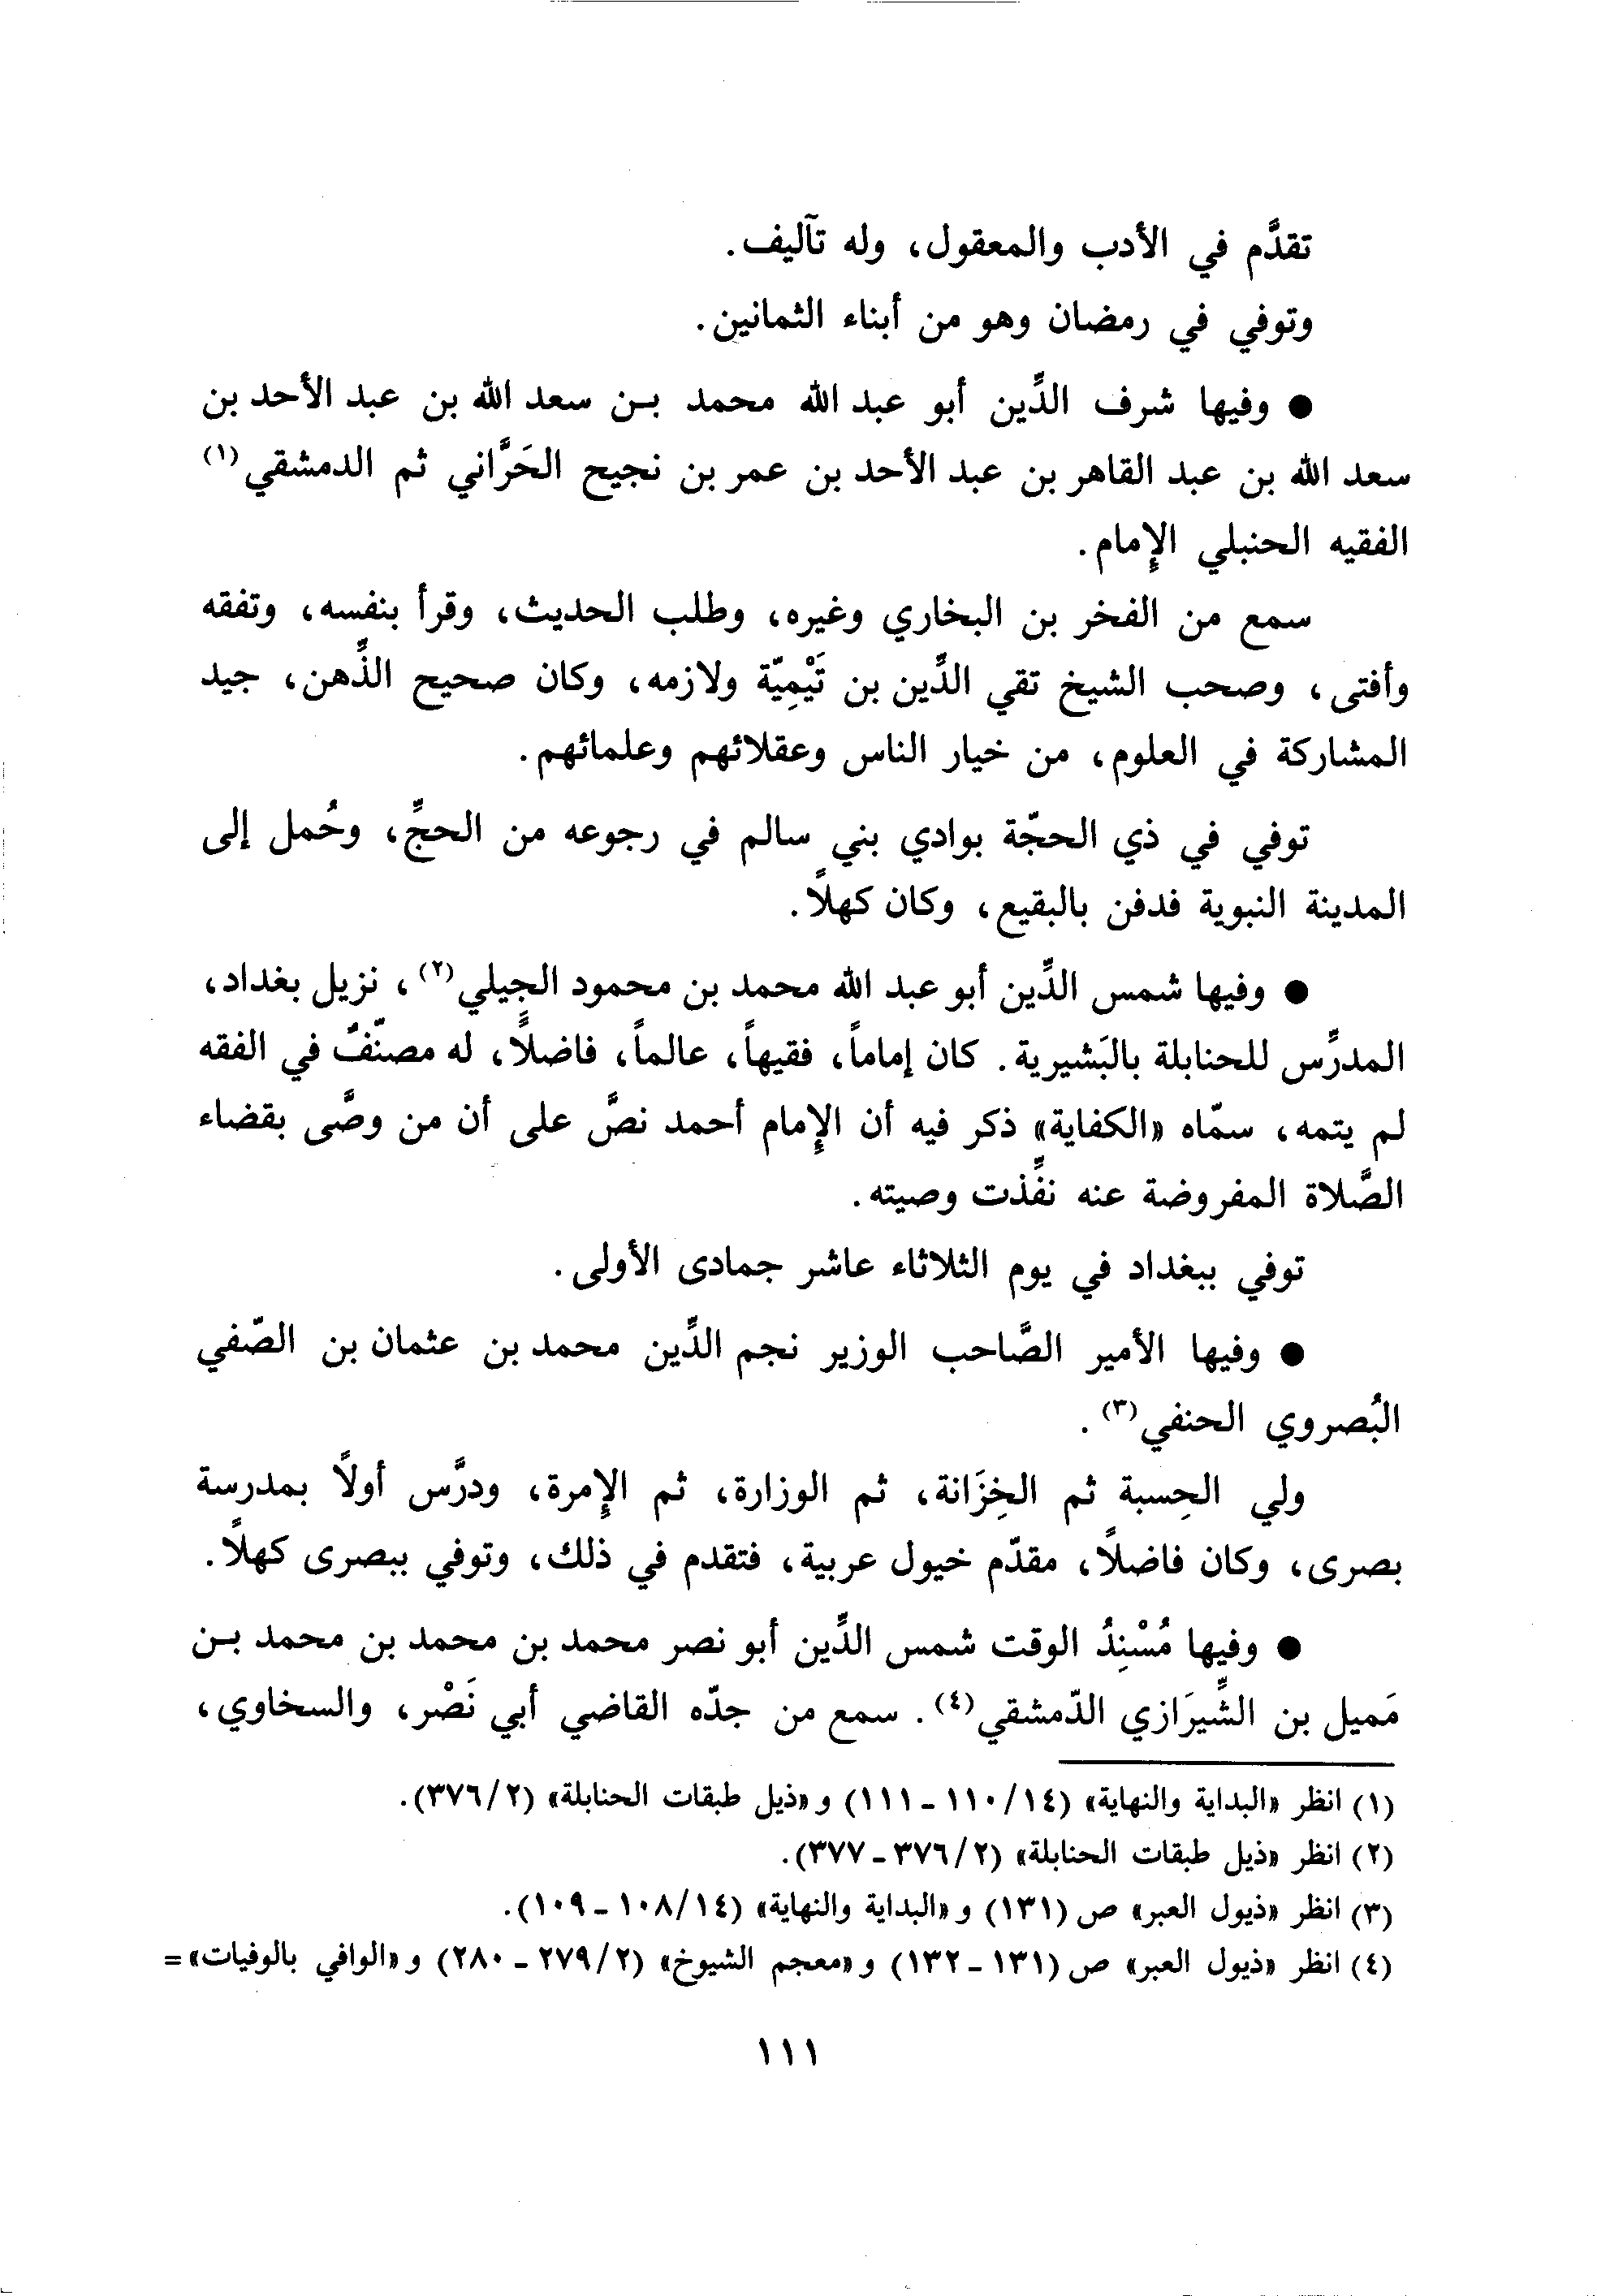 تقدَّم في الأدب والمعقول، وله تآليف.
وتوفي في رمضان وهو من أبناء الثمانين.
● وفيها شرف الدِّين أبو عبد الله محمد بـن سعد الله بن عبد الأحد بن
سعد الله بن عبد القاهر بن عبد الأحد بن عمر بن نجيح الحَرَّاني ثم الدمشقي(١)
الفقيه الحنبلي الإِمام.
سمع من الفخر بن البخاري وغيره، وطلب الحديث، وقرأ بنفسه، وتفقه
وأفتى، وصحب الشيخ تقي الدِّين بن تَيْمِيّة ولازمه، وكان صحيح الذِّهن، جيد
المشاركة في العلوم، من خيار الناس وعقلائهم وعلمائهم.
توفي في ذي الحجّة بوادي بني سالم في رجوعه من الحجِّ، وحُمل إلى
المدينة النبوية فدفن بالبقيع، وكان كهلاً.
● وفيها شمس الدِّين أبو عبد الله محمد بن محمود الجِيلي(٢)، نزيل بغداد،
المدرِّس للحنابلة بالبَشيرية. كان إماماً، فقيهاً، عالماً، فاضلاً، له مصنّفٌ في الفقه
لم يتمه، سمّاه «الكفاية» ذكر فيه أن الإِمام أحمد نصَّ على أن من وصَّى بقضاء
الصَّلاة المفروضة عنه نفِّذت وصيته.
توفي ببغداد في يوم الثلاثاء عاشر جمادى الأولى.
● وفيها الأمير الصَّاحب الوزير نجم الدِّين محمد بن عثمان بن الصّفي
البُصروي الحنفي(٣).
ولي الحِسبة ثم الخِزَانة، ثم الوزارة، ثم الإِمرة، ودرَّس أولاً بمدرسة
بصرى، وكان فاضلاً، مقدّم خيول عربية، فتقدم في ذلك، وتوفي ببصرى كهلاً.
● وفيها مُسْنِدُ الوقت شمس الدِّين أبو نصر محمد بن محمد بن محمد بـن
مَميل بن الشِّيرَازي الدّمشقي(٤). سمع من جدّه القاضي أبي نَصْر، والسخاوي،
(١) انظر «البداية والنهاية» (١٤/ ١١٠ - ١١١) و «ذيل طبقات الحنابلة» (٢/ ٣٧٦).
(٢) انظر «ذيل طبقات الحنابلة» (٢/ ٣٧٦ - ٣٧٧).
(٣) انظر «ذيول العبر» ص (١٣١) و «البداية والنهاية» (١٤/ ١٠٨ - ١٠٩).
(٤) انظر «ذيول العبر» ص (١٣١ - ١٣٢) و «معجم الشيوخ» (٢/ ٢٧٩ - ٢٨٠) و «الوافي بالوفيات» =
١١١